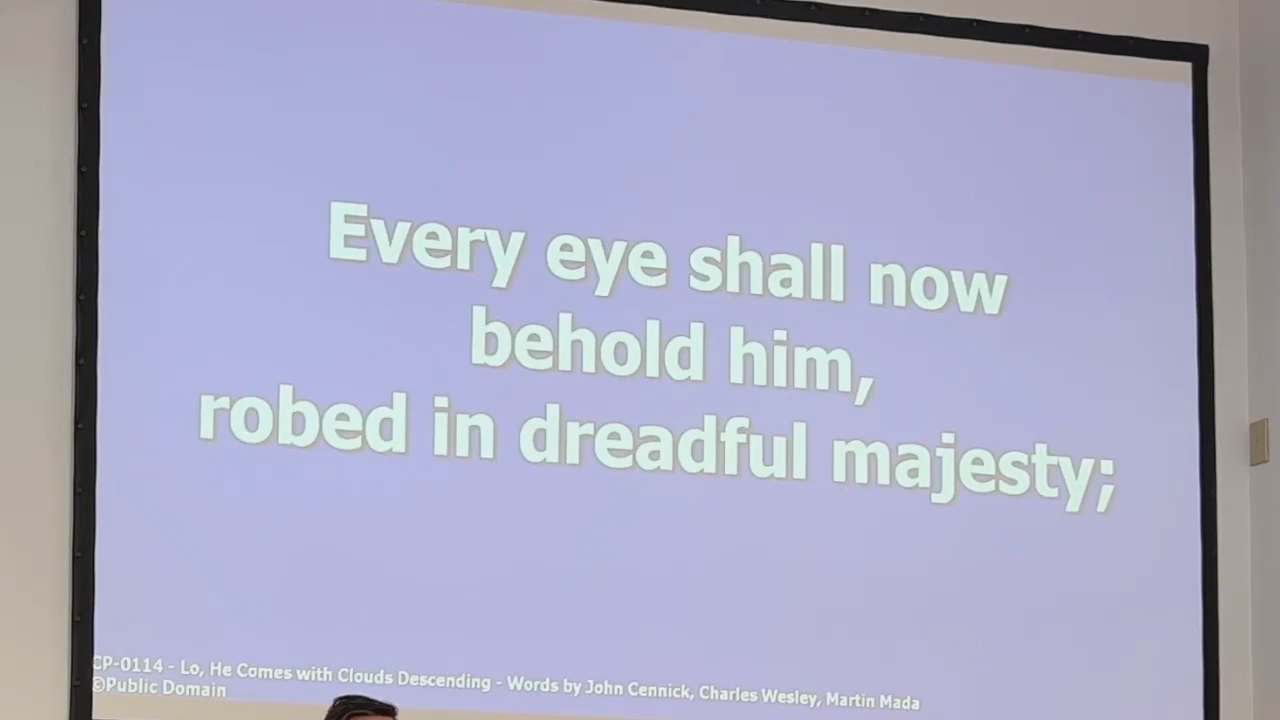 Every eye shall now
behold him,
robed in dreadful majesty;
CP-0114 - Lo, He Comes with Clouds Descending - Words by John Cennick, Charles Wesley, Martin Mada
©Public Domain